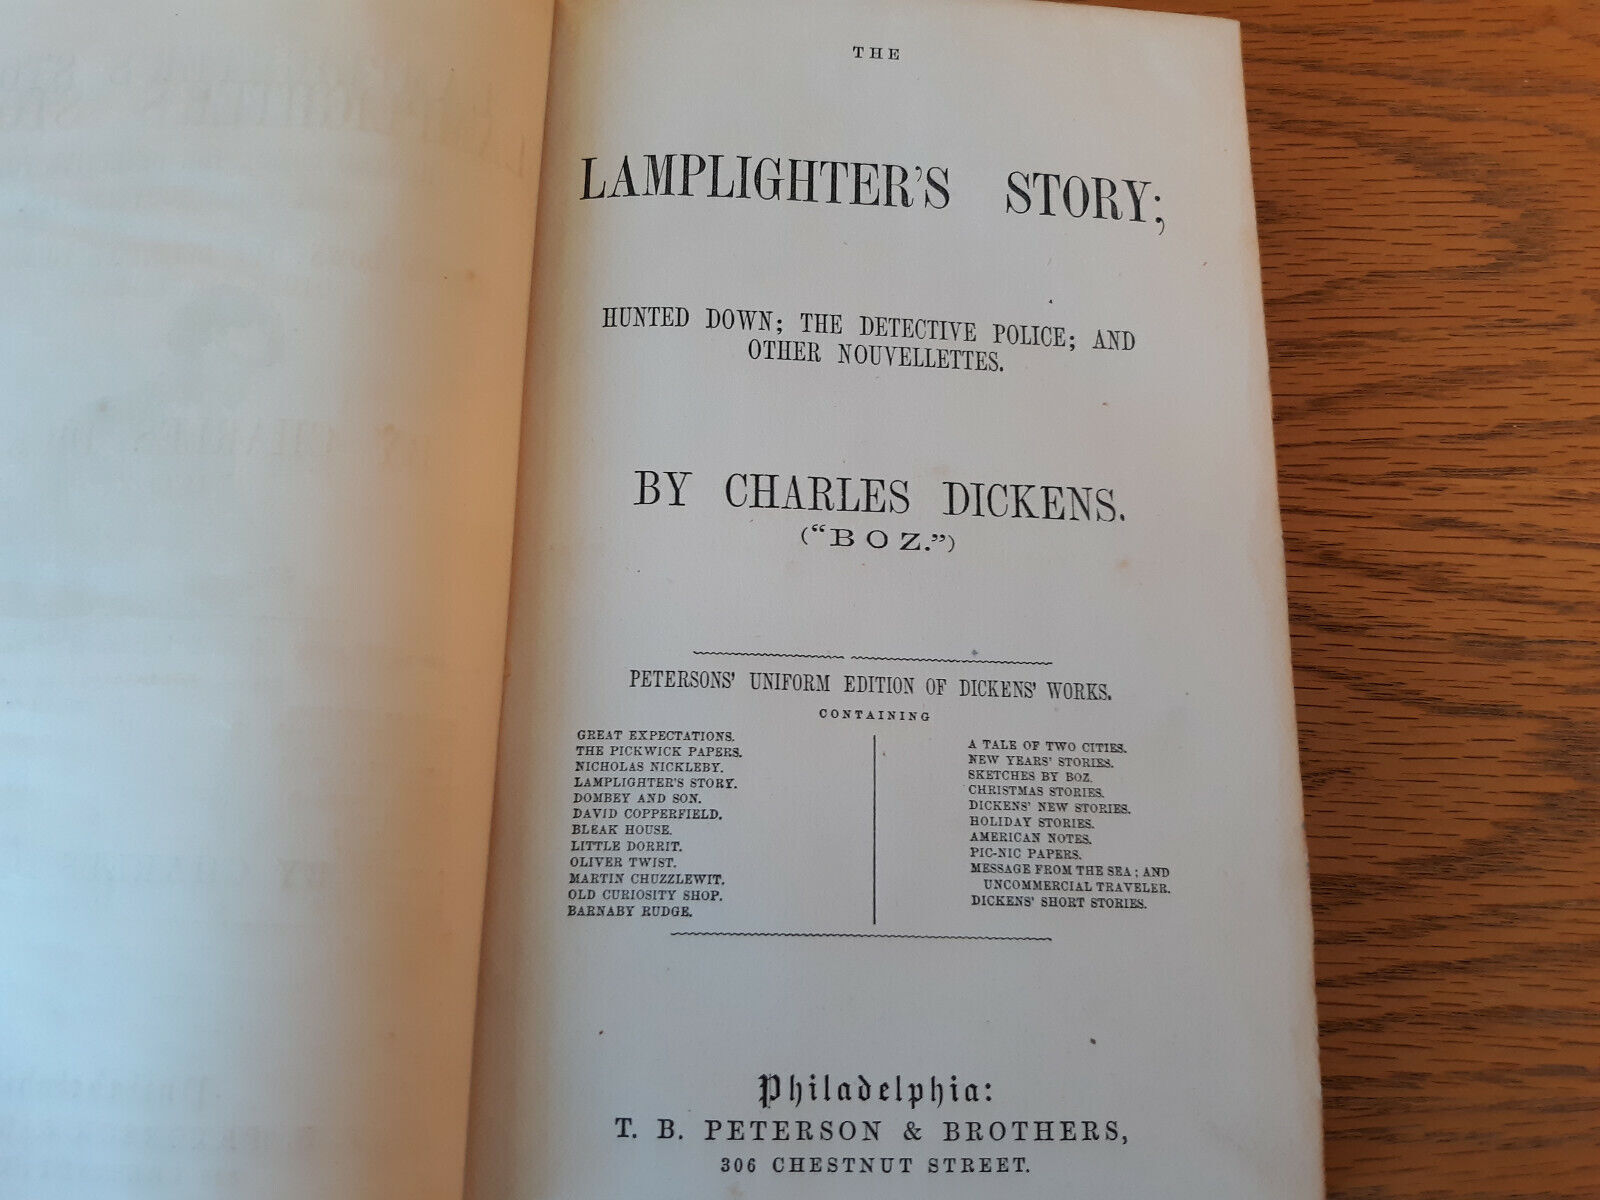 THE
LAMPLIGHTER'S STORY;
HUNTED DOWN; THE DETECTIVE POLICE; AND
OTHER NOUVELLETTES.
BY CHARLES DICKENS.
("BOZ.")
PETERSONS' UNIFORM EDITION OF DICKENS' WORKS.
CONTAINING
GREAT EXPECTATIONS.
THE PICKWICK PAPERS.
NICHOLAS NICKLEBY.
LAMPLIGHTER'S STORY.
DOMBEY AND SON.
DAVID COPPERFIELD.
BLEAK HOUSE.
LITTLE DORRIT.
OLIVER TWIST.
MARTIN CHUZZLEWIT.
OLD CURIOSITY SHOP.
BARNABY RUDGE.
A TALE OF TWO CITIES.
NEW YEARS' STORIES.
SKETCHES BY BOZ.
CHRISTMAS STORIES.
DICKENS' NEW STORIES.
HOLIDAY STORIES.
AMERICAN NOTES.
PIC-NIC PAPERS.
MESSAGE FROM THE SEA; AND
UNCOMMERCIAL TRAVELER.
DICKENS' SHORT STORIES.
Philadelphia:
T. B. PETERSON & BROTHERS,
306 CHESTNUT STREET.